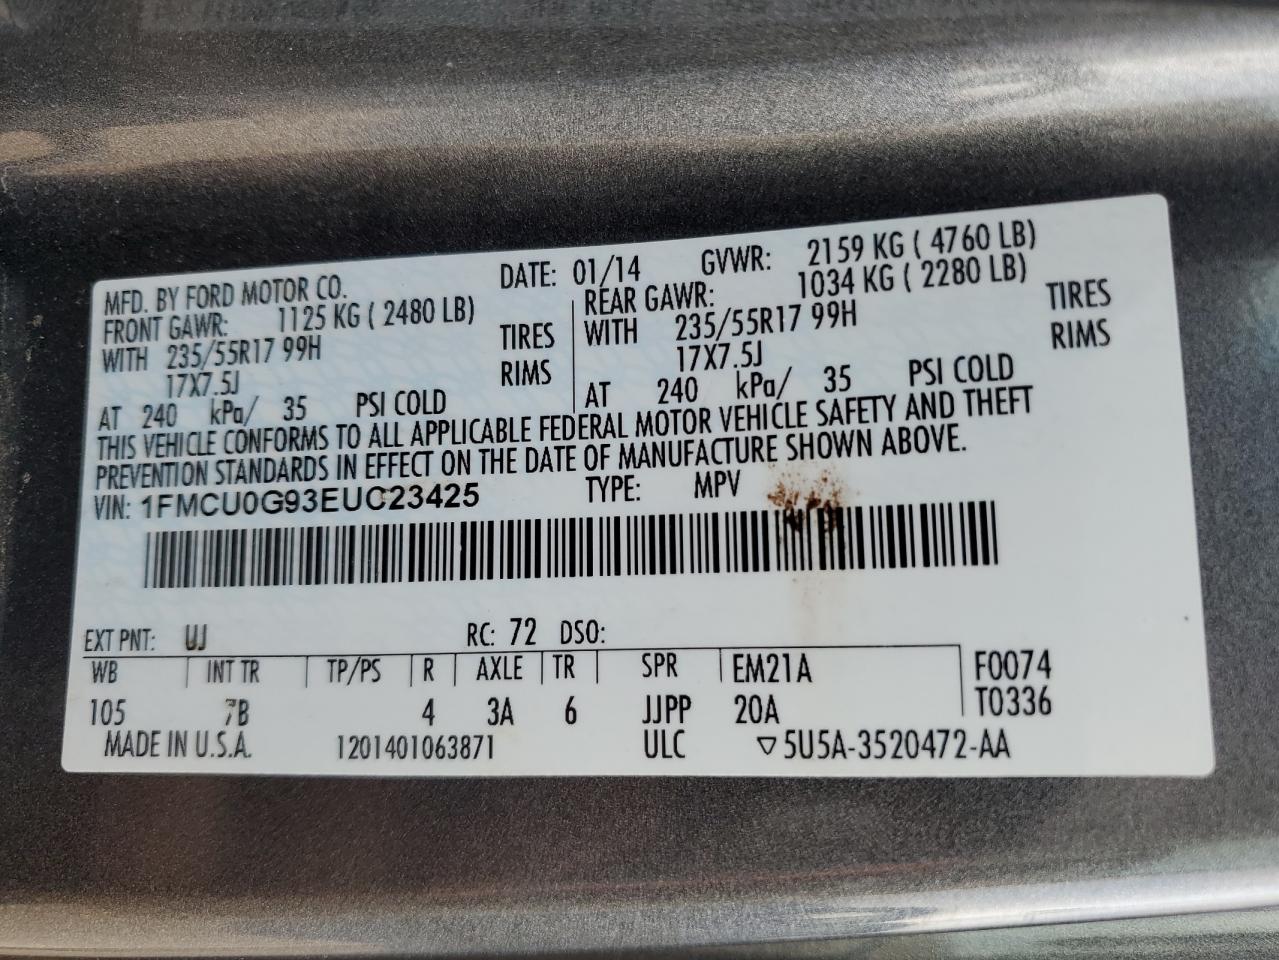 MFD. BY FORD MOTOR CO. DATE: 01/14 GVWR: 2159 KG ( 4760 LB)
FRONT GAWR: 1125 KG ( 2480 LB) REAR GAWR: 1034 KG ( 2280 LB)
WITH 235/55R17 99H TIRES WITH 235/55R17 99H TIRES
17X7.5J RIMS 17X7.5J RIMS
AT 240 kPa/ 35 PSI COLD AT 240 kPa/ 35 PSI COLD
THIS VEHICLE CONFORMS TO ALL APPLICABLE FEDERAL MOTOR VEHICLE SAFETY AND THEFT
PREVENTION STANDARDS IN EFFECT ON THE DATE OF MANUFACTURE SHOWN ABOVE.
VIN: 1FMCU0G93EUC23425 TYPE: MPV
EXT PNT: UJ RC: 72 DSO:
WB INT TR TP/PS R AXLE TR SPR EM21A F0074
105 7B 4 3A 6 JJPP 20A T0336
MADE IN U.S.A. 1201401063871 ULC ▽5U5A-3520472-AA